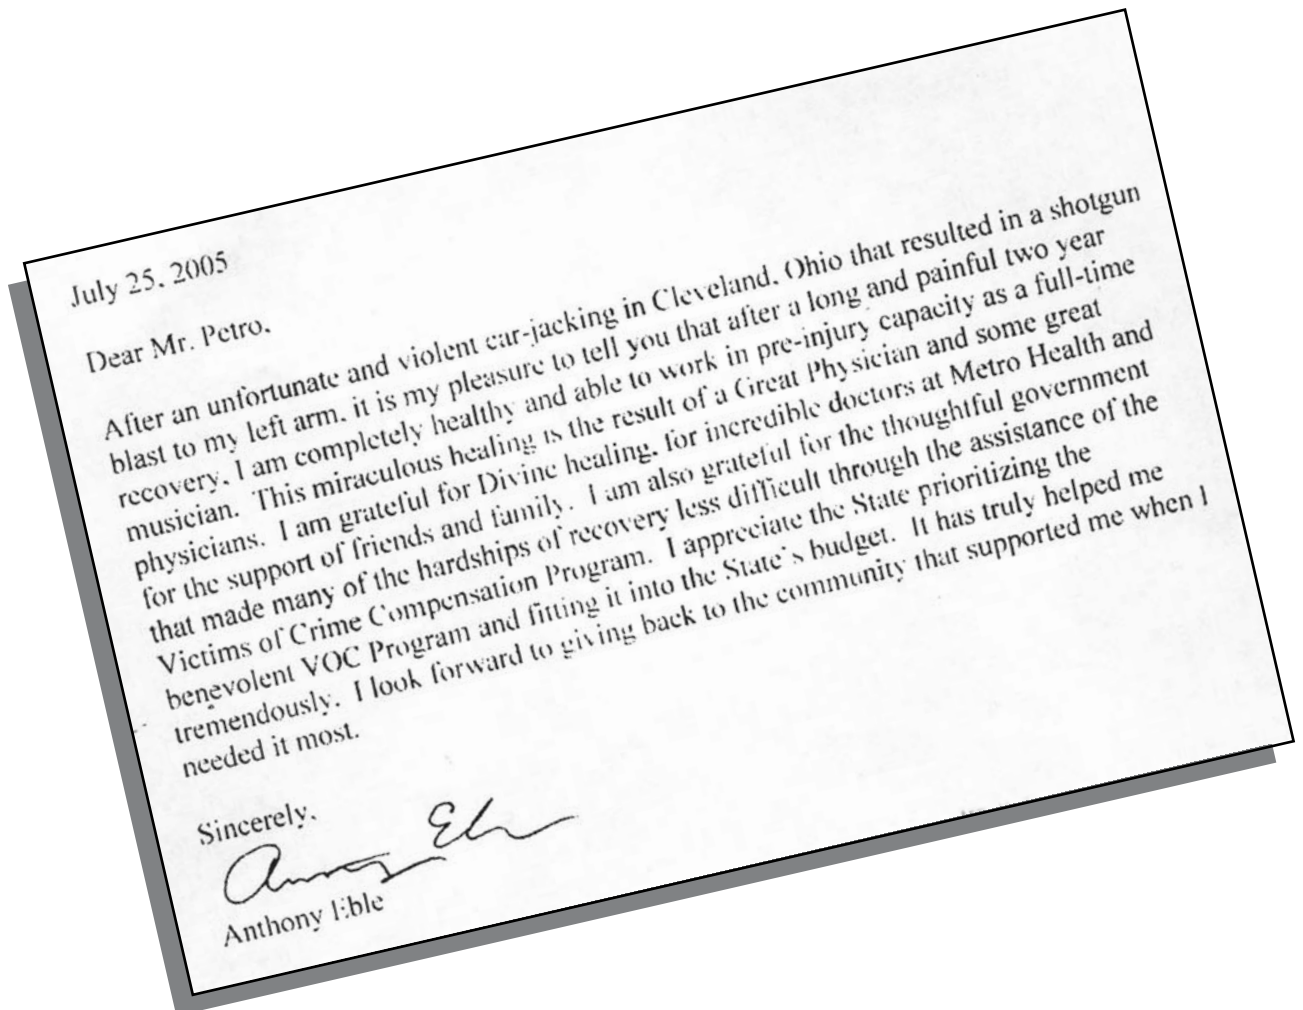 July 25, 2005
Dear Mr. Petro,
After an unfortunate and violent car-jacking in Cleveland, Ohio that resulted in a shotgun
blast to my left arm, it is my pleasure to tell you that after a long and painful two year
recovery, I am completely healthy and able to work in pre-injury capacity as a full-time
musician.  This miraculous healing is the result of a Great Physician and some great
physicians.  I am grateful for Divine healing, for incredible doctors at Metro Health and
for the support of friends and family.  I am also grateful for the thoughtful government
that made many of the hardships of recovery less difficult through the assistance of the
Victims of Crime Compensation Program.  I appreciate the State prioritizing the
benevolent VOC Program and fitting it into the State's budget.  It has truly helped me
tremendously.  I look forward to giving back to the community that supported me when I
needed it most.
Sincerely,
Anthony Eble
Anthony Eble